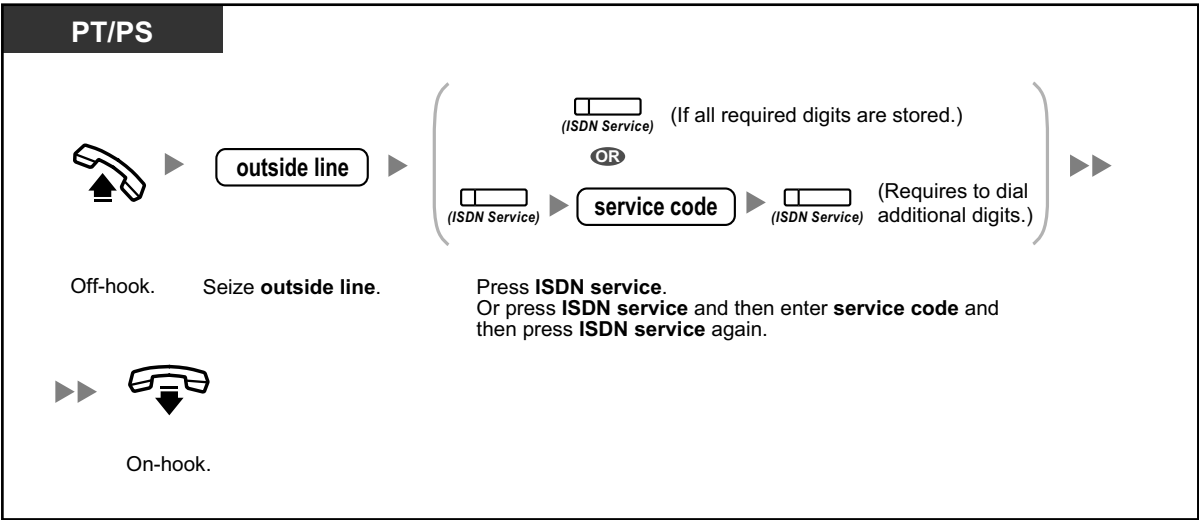 PT/PS
(ISDN Service) (If all required digits are stored.)
OR
outside line
(ISDN Service) service code (ISDN Service) (Requires to dial
additional digits.)
Off-hook.
Seize outside line.
Press ISDN service.
Or press ISDN service and then enter service code and
then press ISDN service again.
On-hook.